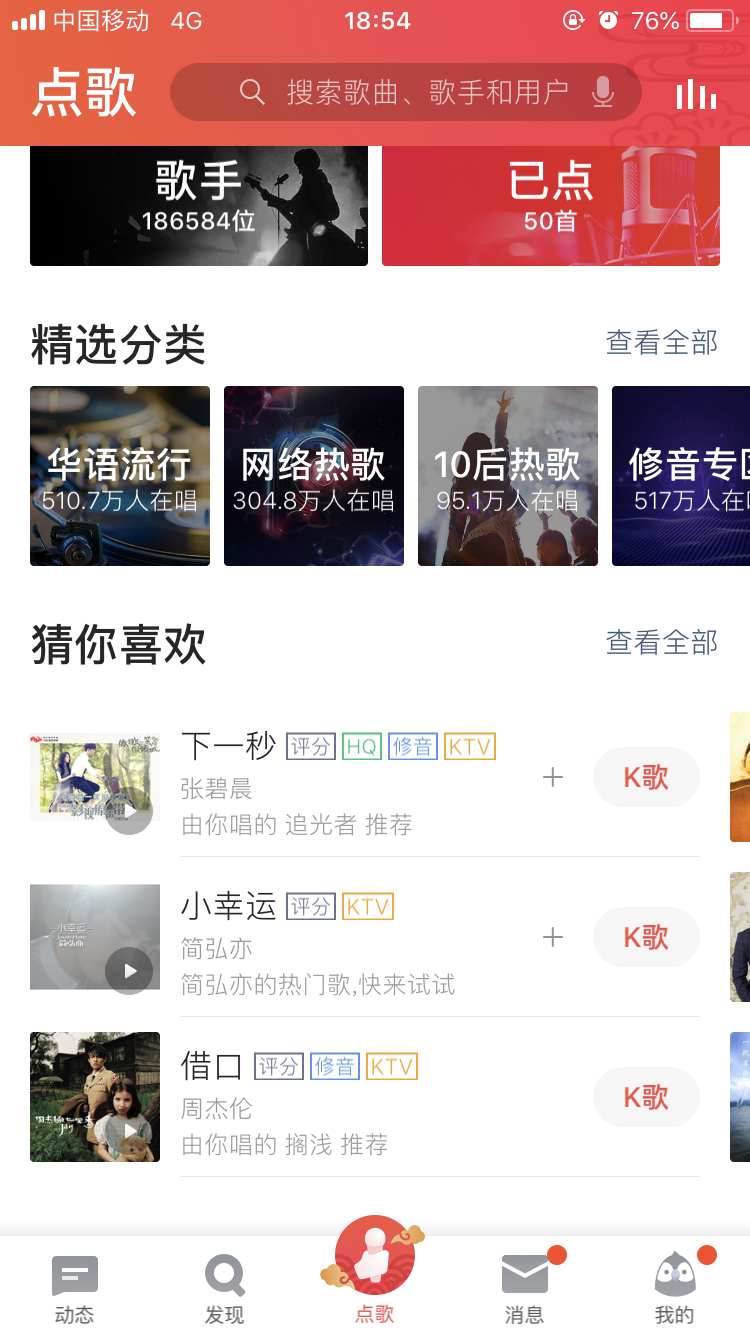 中国移动 4G 18:54 76%
点歌 搜索歌曲、歌手和用户
歌手 已点
186584位 50首
精选分类 查看全部
华语流行 网络热歌 10后热歌 修音专区
510.7万人在唱 304.8万人在唱 95.1万人在唱 517万人在
猜你喜欢 查看全部
下一秒 评分 HQ 修音 KTV
张碧晨 K歌
由你唱的 追光者 推荐
小幸运 评分 KTV
小幸运
简弘亦 K歌
简弘亦的热门歌,快来试试
借口 评分 修音 KTV
周杰伦 K歌
由你唱的 搁浅 推荐
动态 发现 点歌 消息 我的